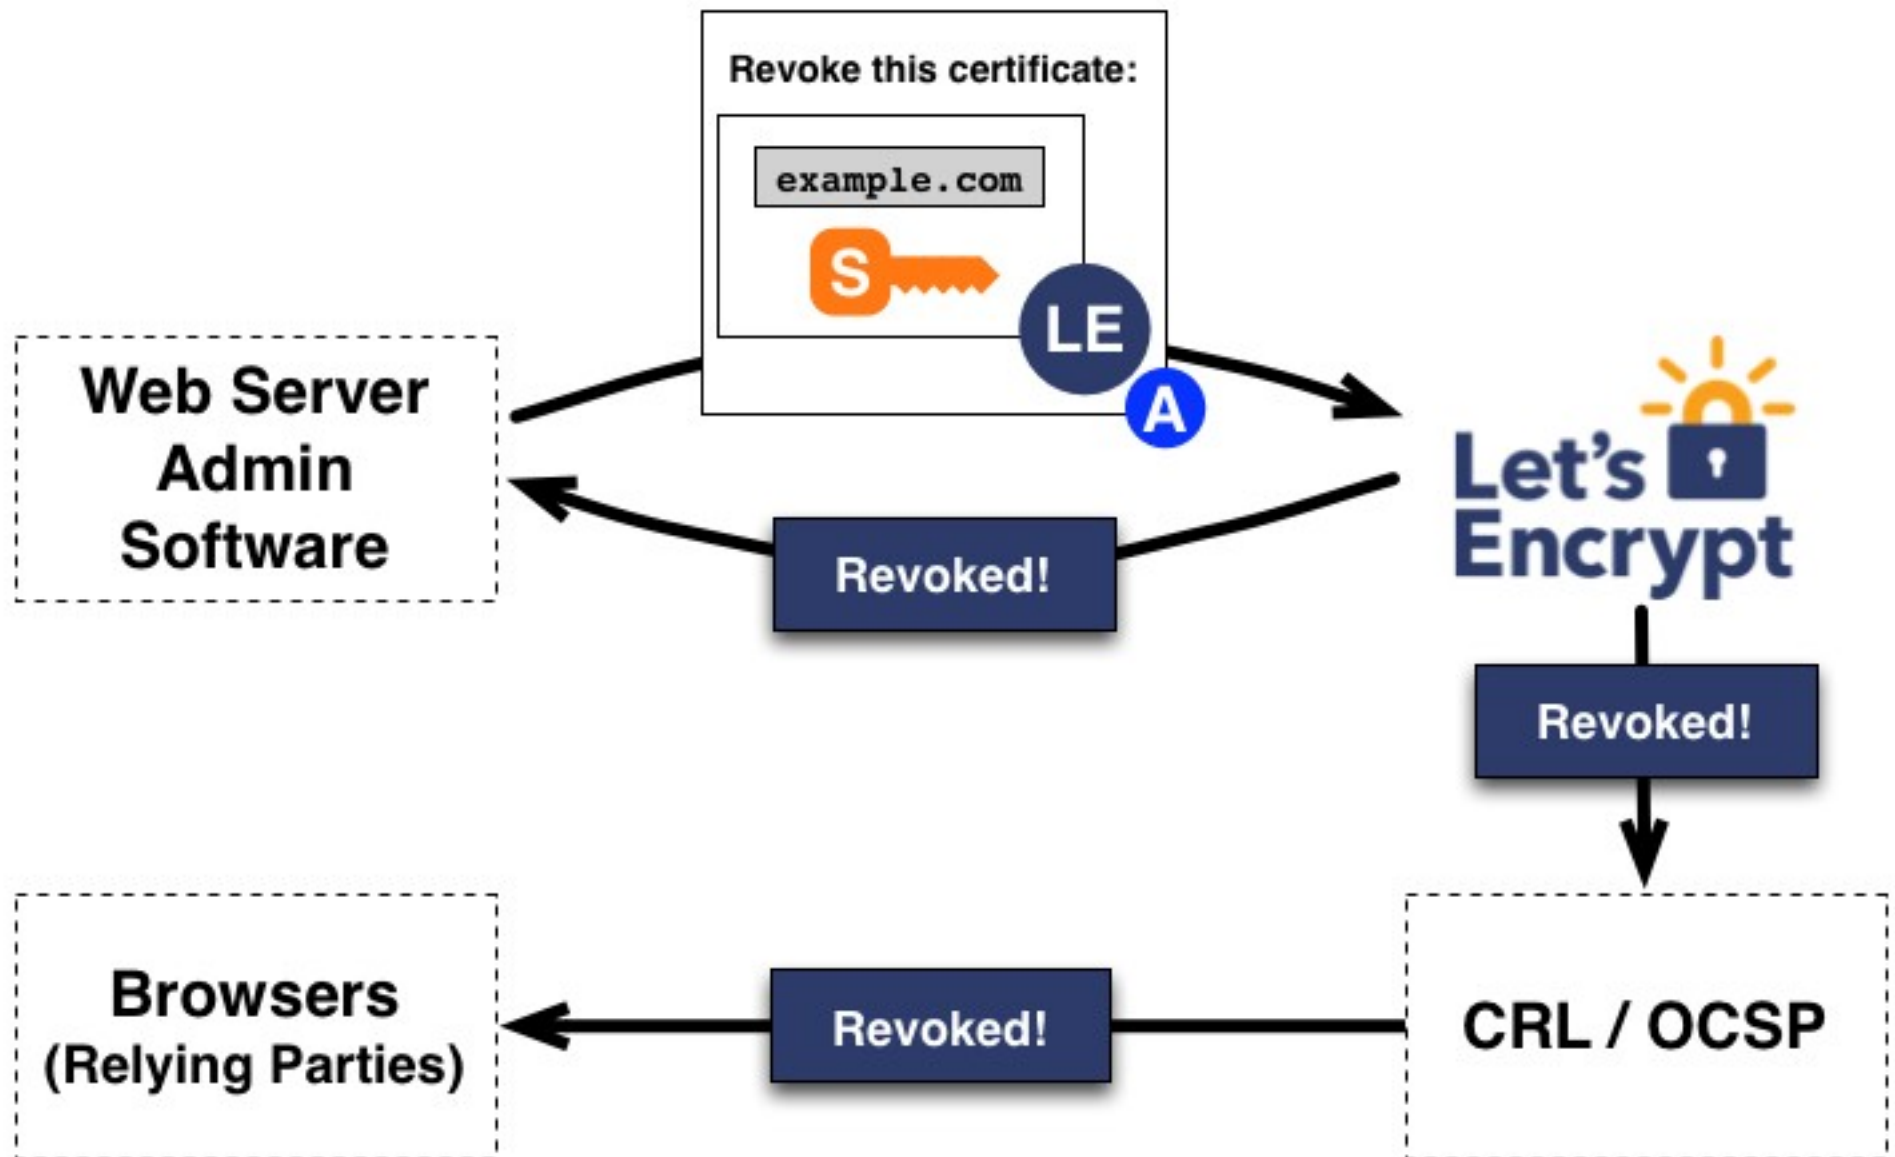 Revoke this certificate:
example.com
S
LE
A
Web Server
Admin
Software
Let's
Encrypt
Revoked!
Revoked!
Browsers
(Relying Parties)
Revoked!
CRL / OCSP